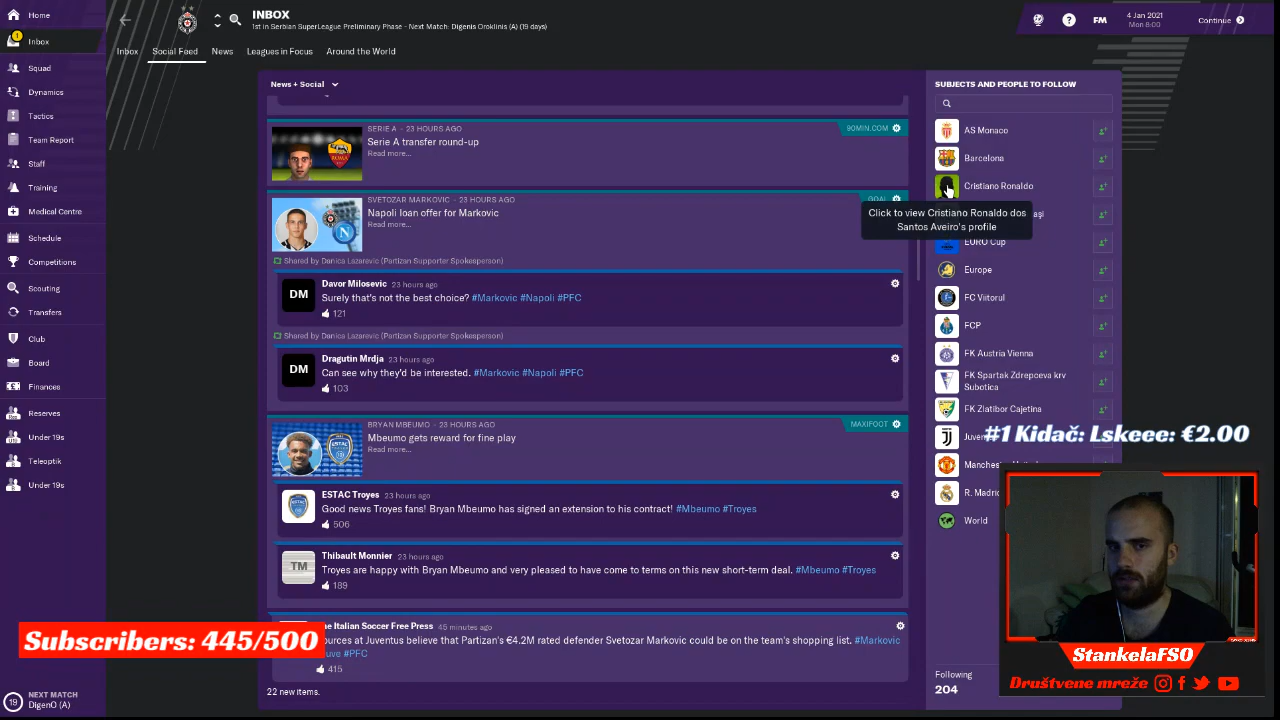 Home
INBOX
1st in Serbian SuperLeague Preliminary Phase - Next Match: Digenis Oroklinis (A) (19 days)
FM
4 Jan 2021
Mon 8:00
Continue
1
Inbox
Squad
Dynamics
Tactics
Team Report
Staff
Training
Medical Centre
Schedule
Competitions
Scouting
Transfers
Club
Board
Finances
Reserves
Under 19s
Teleoptik
Under 19s
19
NEXT MATCH
DigenO (A)
Inbox
Social Feed
News
Leagues in Focus
Around the World
News + Social
SERIE A - 23 HOURS AGO
90MIN.COM
Serie A transfer round-up
Read more...
SVETOZAR MARKOVIC - 23 HOURS AGO
GOAL
Napoli loan offer for Markovic
Read more...
Shared by Danica Lazarevic (Partizan Supporter Spokesperson)
DM
Davor Milosevic 23 hours ago
Surely that's not the best choice? #Markovic #Napoli #PFC
121
Shared by Danica Lazarevic (Partizan Supporter Spokesperson)
DM
Dragutin Mrdja 23 hours ago
Can see why they'd be interested. #Markovic #Napoli #PFC
103
BRYAN MBEUMO - 23 HOURS AGO
MAXIFOOT
Mbeumo gets reward for fine play
Read more...
ESTAC Troyes 23 hours ago
Good news Troyes fans! Bryan Mbeumo has signed an extension to his contract! #Mbeumo #Troyes
506
TM
Thibault Monnier 23 hours ago
Troyes are happy with Bryan Mbeumo and very pleased to have come to terms on this new short-term deal. #Mbeumo #Troyes
189
Italian Soccer Free Press 45 minutes ago
at Juventus believe that Partizan's €4.2M rated defender Svetozar Markovic could be on the team's shopping list. #Markovic
#PFC
415
22 new items.
SUBJECTS AND PEOPLE TO FOLLOW
AS Monaco
Barcelona
Cristiano Ronaldo
Click to view Cristiano Ronaldo dos
Santos Aveiro's profile
EURO Cup
Europe
FC Viitorul
FCP
FK Austria Vienna
FK Spartak Zdrepceva krv
Subotica
FK Zlatibor Cajetina
#1 Kidač: Lskeee: €2.00
World
Following
204
Subscribers: 445/500
StankelaFSO
Društvene mreže